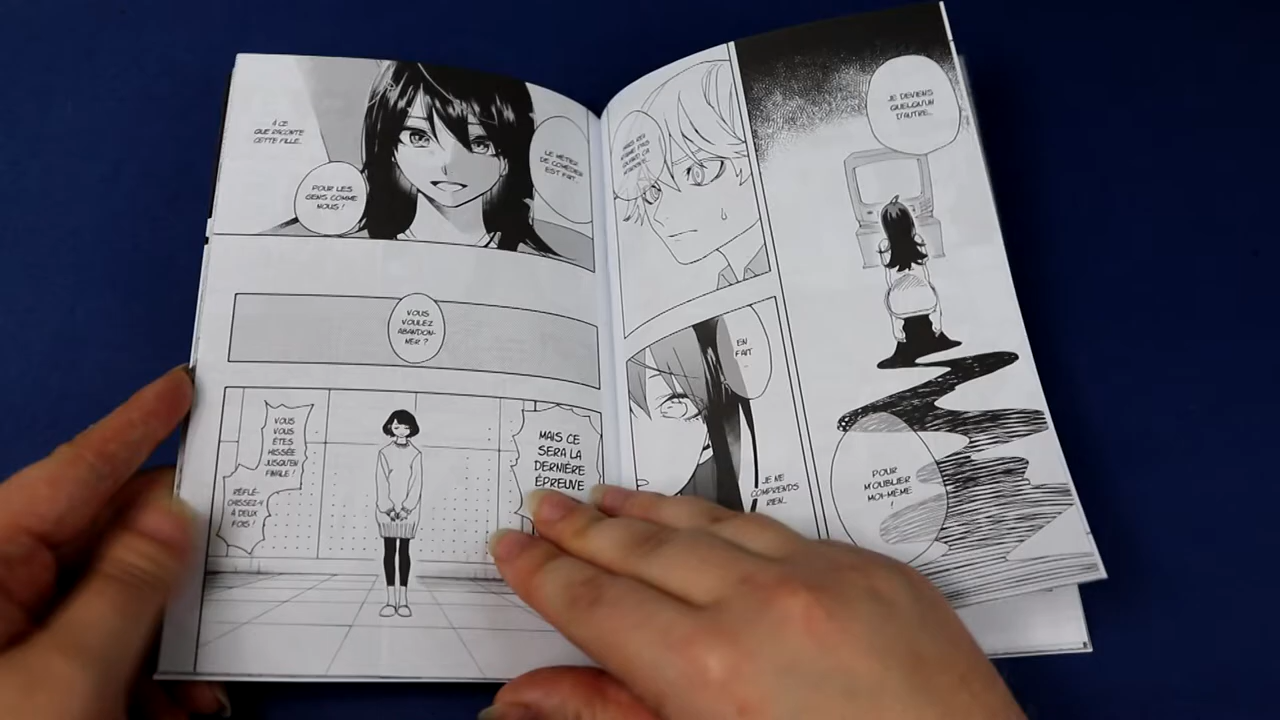 JE DEVIENS
QUELQU'UN
D'AUTRE...
POUR
M'OUBLIER
MOI-MÊME
!
QUAND ÇA
EN
FAIT
...
JE NE
COMPRENDS
RIEN...
LE MÉTIER
DE COMÉDIEN
EST FAIT...
POUR LES
GENS COMME
NOUS !
À CE
QUE RACONTE
CETTE FILLE...
VOUS
VOULEZ
ABANDON-
NER ?
MAIS CE
SERA LA
DERNIÈRE
ÉPREUVE
VOUS
VOUS
ÊTES
HISSÉE
JUSQU'EN
FINALE !
RÉFLÉ-
CHISSEZ-Y
À DEUX
FOIS !